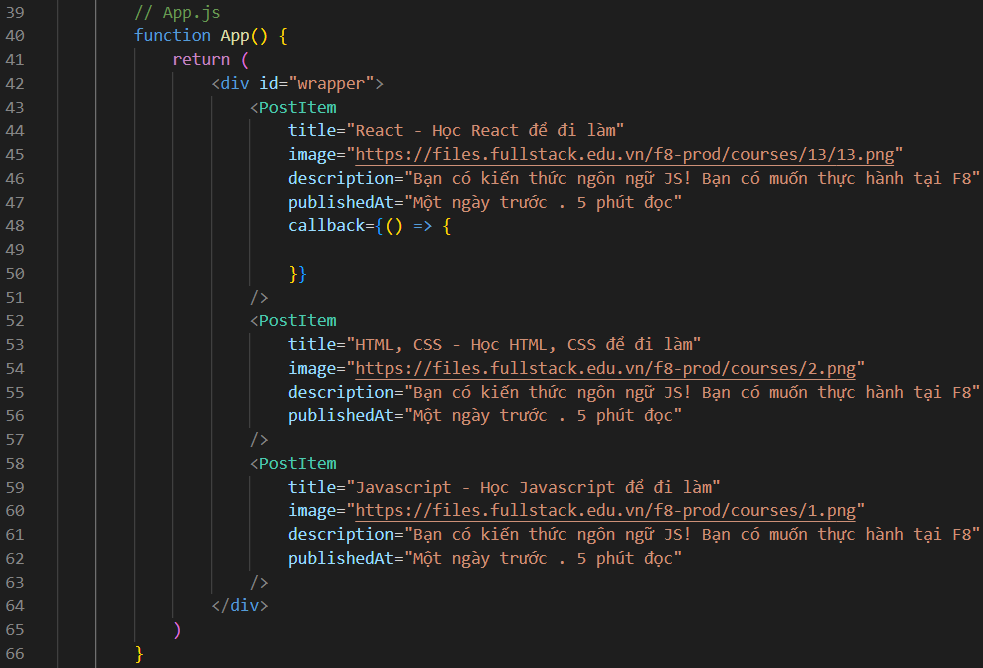 39 // App.js
40 function App() {
41 return (
42 <div id="wrapper">
43 <PostItem
44 title="React - Học React để đi làm"
45 image="https://files.fullstack.edu.vn/f8-prod/courses/13/13.png"
46 description="Bạn có kiến thức ngôn ngữ JS! Bạn có muốn thực hành tại F8"
47 publishedAt="Một ngày trước . 5 phút đọc"
48 callback={() => {
49
50 }}
51 />
52 <PostItem
53 title="HTML, CSS - Học HTML, CSS để đi làm"
54 image="https://files.fullstack.edu.vn/f8-prod/courses/2.png"
55 description="Bạn có kiến thức ngôn ngữ JS! Bạn có muốn thực hành tại F8"
56 publishedAt="Một ngày trước . 5 phút đọc"
57 />
58 <PostItem
59 title="Javascript - Học Javascript để đi làm"
60 image="https://files.fullstack.edu.vn/f8-prod/courses/1.png"
61 description="Bạn có kiến thức ngôn ngữ JS! Bạn có muốn thực hành tại F8"
62 publishedAt="Một ngày trước . 5 phút đọc"
63 />
64 </div>
65 )
66 }